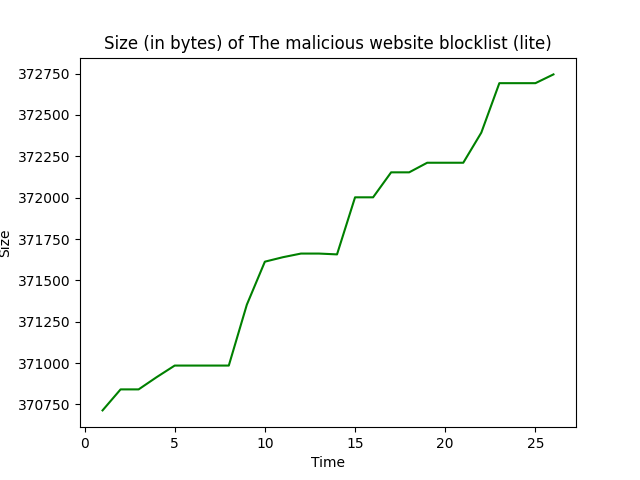 Size (in bytes) of The malicious website blocklist (lite)
372750
372500
372250
372000
371750
371500
371250
371000
370750
Size
0 5 10 15 20 25
Time